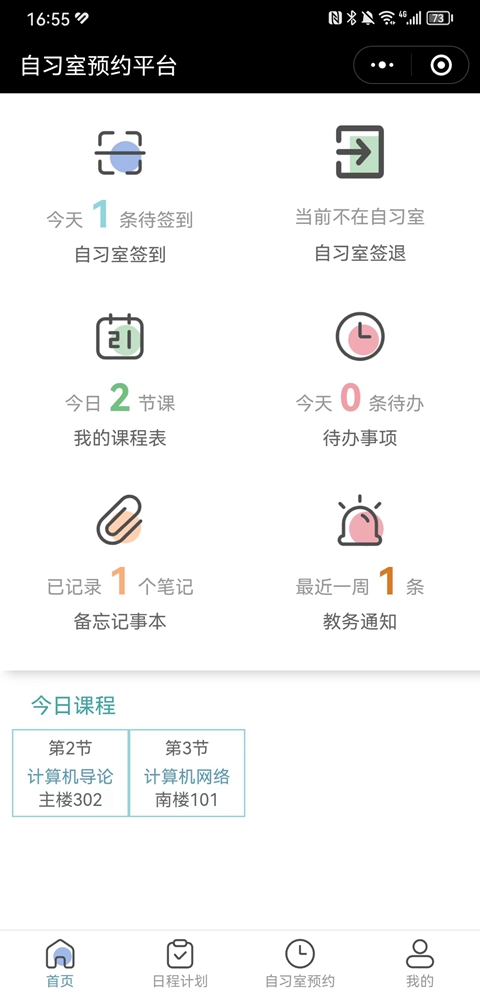 16:55
4G
73
自习室预约平台
今天 1 条待签到
自习室签到
当前不在自习室
自习室签退
21
今日 2 节课
我的课程表
今天 0 条待办
待办事项
已记录 1 个笔记
备忘记事本
最近一周 1 条
教务通知
今日课程
第2节
计算机导论
主楼302
第3节
计算机网络
南楼101
首页
日程计划
自习室预约
我的